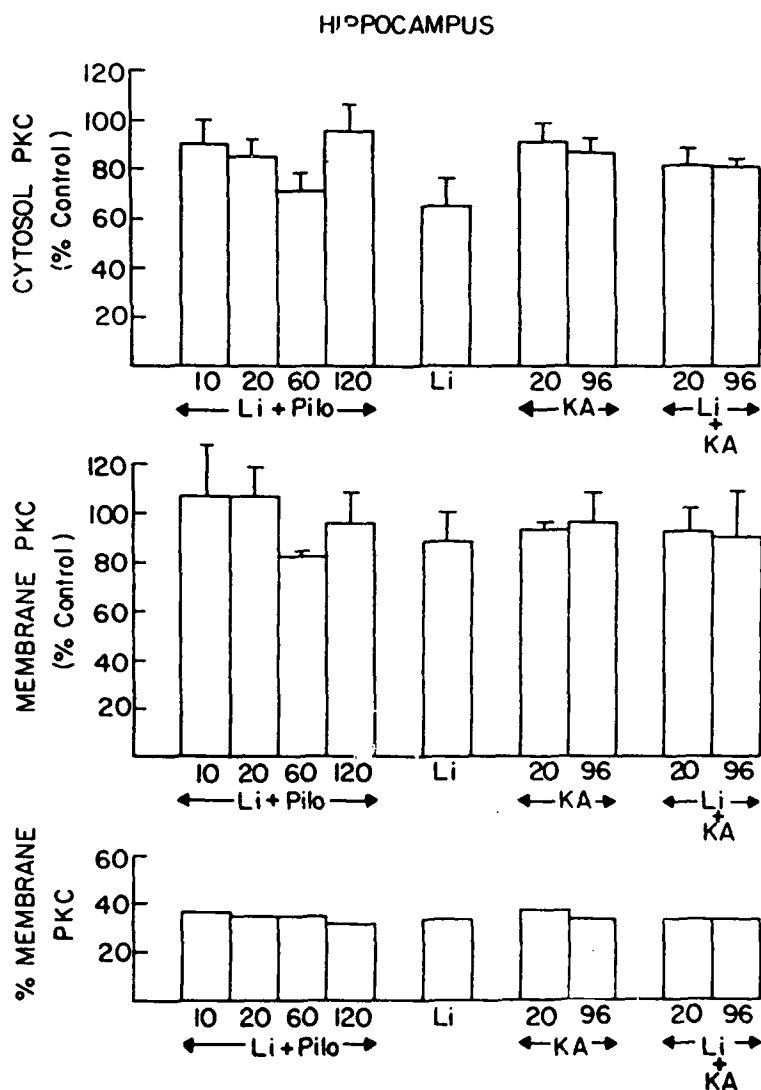 HIPPOCAMPUS
CYTOSOL PKC
(% Control)
120
100
80
60
40
20
10 20 60 120 Li 20 96 20 96
Li + Pilo KA Li
+
KA
MEMBRANE PKC
(% Control)
120
100
80
60
40
20
10 20 60 120 Li 20 96 20 96
Li + Pilo KA Li
+
KA
% MEMBRANE
PKC
60
40
20
10 20 60 120 Li 20 96 20 96
Li + Pilo KA Li
+
KA